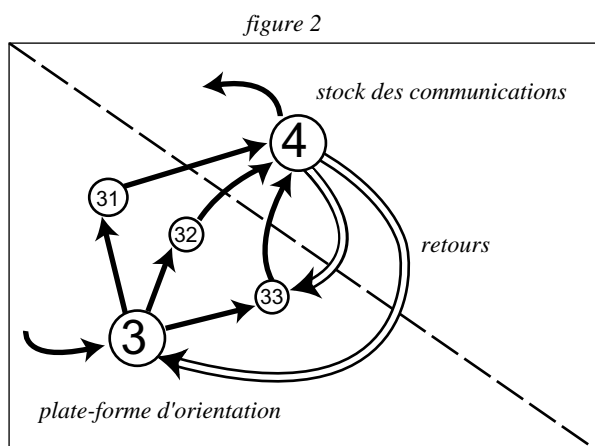 figure 2
stock des communications
4
31
32
retours
33
3
plate-forme d'orientation